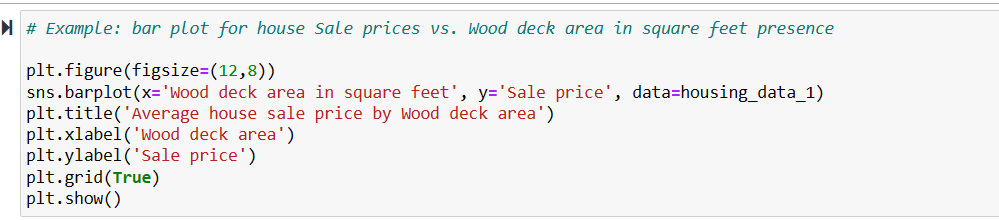 # Example: bar plot for house Sale prices vs. Wood deck area in square feet presence
plt.figure(figsize=(12,8))
sns.barplot(x='Wood deck area in square feet', y='Sale price', data=housing_data_1)
plt.title('Average house sale price by Wood deck area')
plt.xlabel('Wood deck area')
plt.ylabel('Sale price')
plt.grid(True)
plt.show()